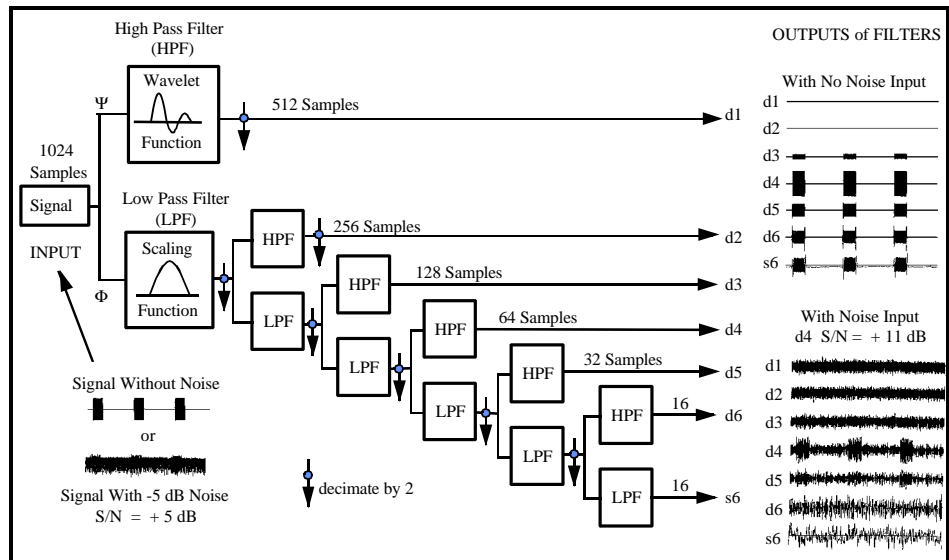 High Pass Filter
(HPF)
OUTPUTS of FILTERS
Wavelet
Function
Ψ
512 Samples
d1
With No Noise Input
d1
d2
d3
d4
d5
d6
s6
1024
Samples
Signal
INPUT
Low Pass Filter
(LPF)
Scaling
Function
Φ
HPF
256 Samples
d2
LPF
HPF
128 Samples
d3
LPF
HPF
64 Samples
d4
LPF
HPF
32 Samples
d5
LPF
HPF
16
d6
LPF
16
s6
With Noise Input
d4 S/N = + 11 dB
d1
d2
d3
d4
d5
d6
s6
Signal Without Noise
or
Signal With -5 dB Noise
S/N = + 5 dB
decimate by 2